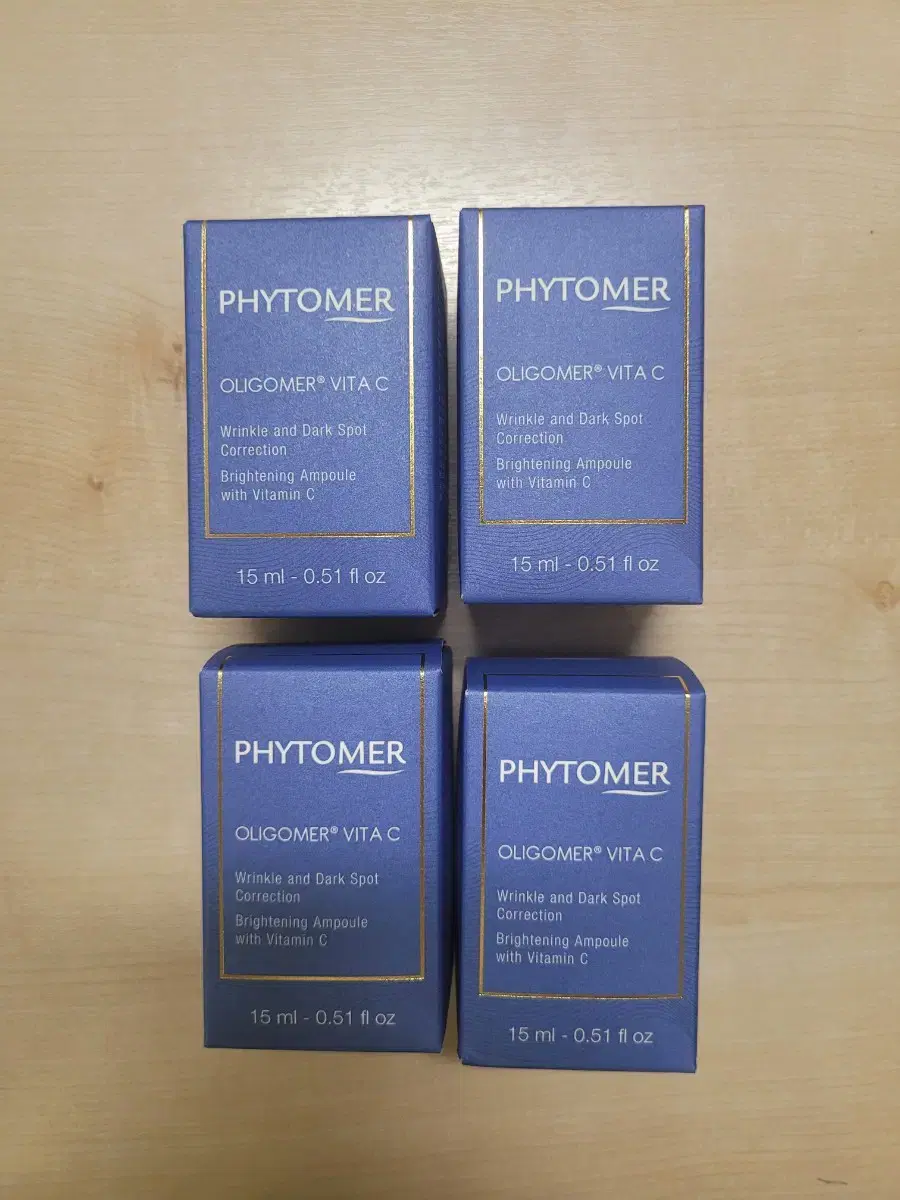 PHYTOMER
OLIGOMER® VITA C
Wrinkle and Dark Spot
Correction
Brightening Ampoule
with Vitamin C
15 ml - 0.51 fl oz
PHYTOMER
OLIGOMER® VITA C
Wrinkle and Dark Spot
Correction
Brightening Ampoule
with Vitamin C
15 ml - 0.51 fl oz
PHYTOMER
OLIGOMER® VITA C
Wrinkle and Dark Spot
Correction
Brightening Ampoule
with Vitamin C
15 ml - 0.51 fl oz
PHYTOMER
OLIGOMER® VITA C
Wrinkle and Dark Spot
Correction
Brightening Ampoule
with Vitamin C
15 ml - 0.51 fl oz